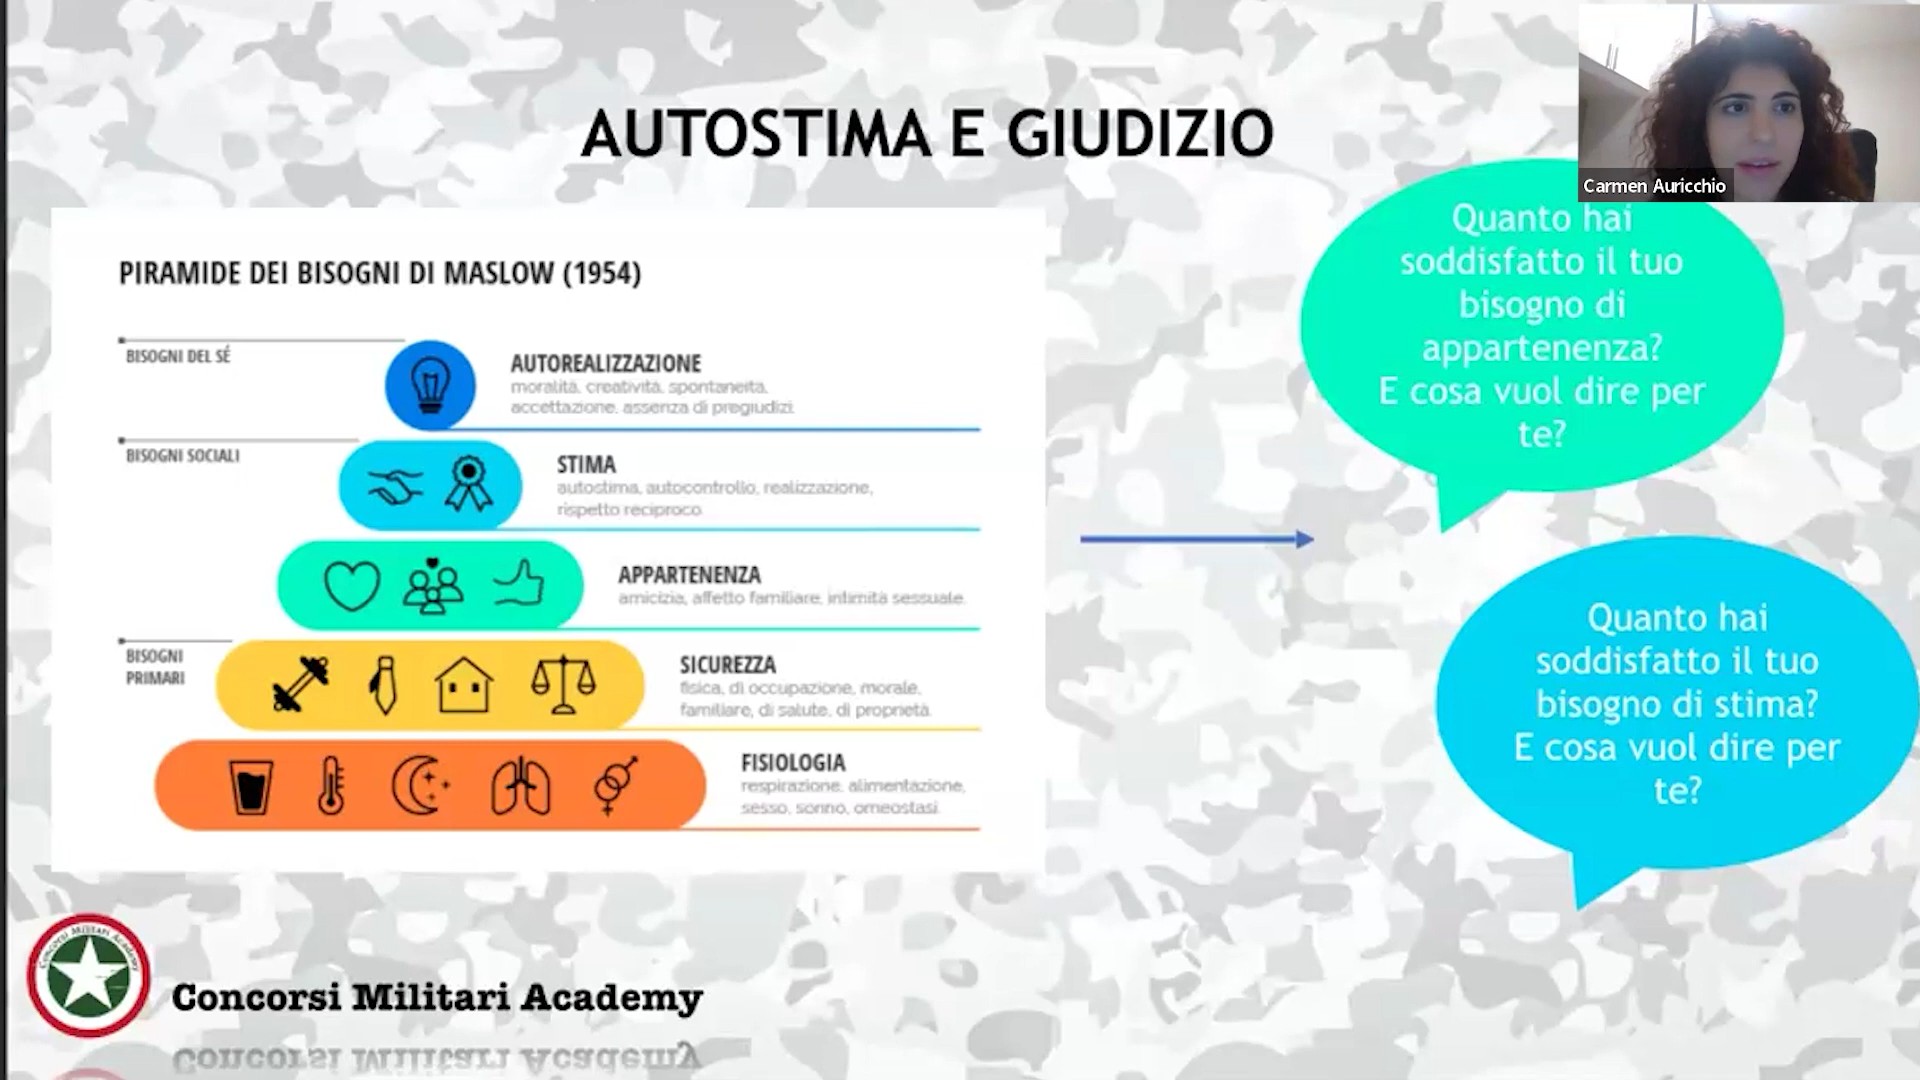 AUTOSTIMA E GIUDIZIO
Carmen Auricchio
PIRAMIDE DEI BISOGNI DI MASLOW (1954)
BISOGNI DEL SÉ
AUTOREALIZZAZIONE
moralità, creatività, spontaneità,
accettazione, assenza di pregiudizi.
BISOGNI SOCIALI
STIMA
autostima, autocontrollo, realizzazione,
rispetto reciproco.
APPARTENENZA
amicizia, affetto familiare, intimità sessuale.
BISOGNI
PRIMARI
SICUREZZA
fisica, di occupazione, morale,
familiare, di salute, di proprietà.
FISIOLOGIA
respirazione, alimentazione,
sesso, sonno, omeostasi.
Quanto hai
soddisfatto il tuo
bisogno di
appartenenza?
E cosa vuol dire per
te?
Quanto hai
soddisfatto il tuo
bisogno di stima?
E cosa vuol dire per
te?
Concorsi Militari Academy
Concorsi Militari Academy